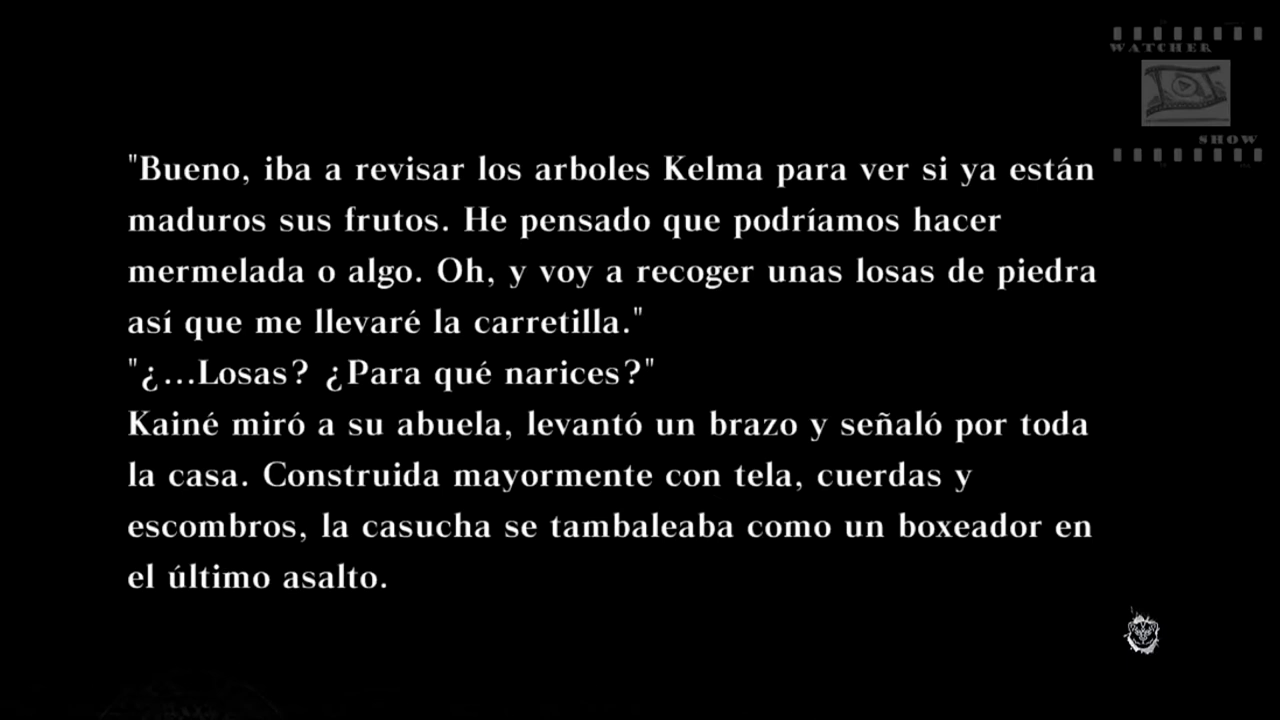 WATCHER
SHOW
"Bueno, iba a revisar los arboles Kelma para ver si ya están
maduros sus frutos. He pensado que podríamos hacer
mermelada o algo. Oh, y voy a recoger unas losas de piedra
así que me llevaré la carretilla."
"¿...Losas? ¿Para qué narices?"
Kainé miró a su abuela, levantó un brazo y señaló por toda
la casa. Construida mayormente con tela, cuerdas y
escombros, la casucha se tambaleaba como un boxeador en
el último asalto.